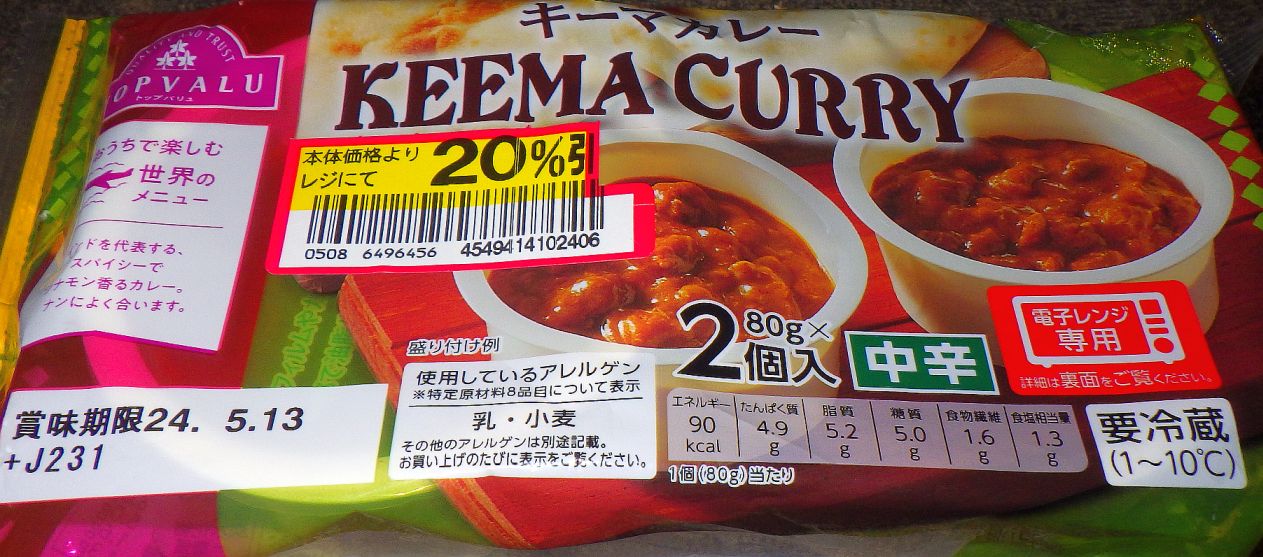 キーマカレー
KEEMA CURRY
QUALITY AND TRUST
TOPVALU
トップバリュ
おうちで楽しむ
世界の
メニュー
ドを代表する、
スパイシーで
ナモン香るカレー。
ナンによく合います。
本体価格より
レジにて
20%引
0508 6496456 4549414102406
盛り付け例
使用しているアレルゲン
※特定原材料8品目について表示
乳・小麦
その他のアレルゲンは別途記載。
お買い上げのたびに表示をご覧ください。
80g×
2個入
中辛
電子レンジ
専用
詳細は裏面をご覧ください。
エネルギー 90 kcal
たんぱく質 4.9 g
脂質 5.2 g
糖質 5.0 g
食物繊維 1.6 g
食塩相当量 1.3 g
1個(80g)当たり
要冷蔵
(1~10℃)
賞味期限24. 5.13
+J231